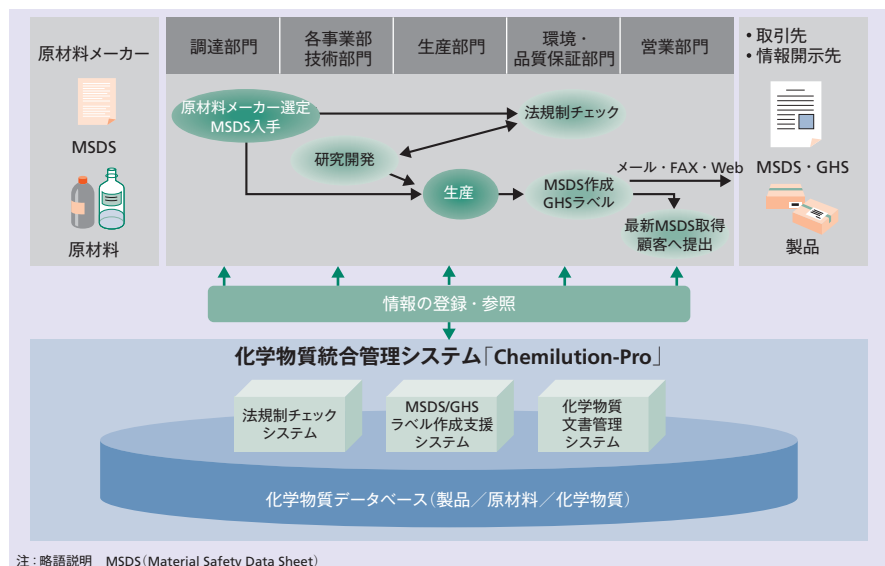 原材料メーカー
MSDS
原材料
調達部門
各事業部
技術部門
生産部門
環境・
品質保証部門
営業部門
原材料メーカー選定
MSDS入手
法規制チェック
研究開発
生産
MSDS作成
GHSラベル
メール・FAX・Web
最新MSDS取得
顧客へ提出
• 取引先
• 情報開示先
MSDS・GHS
製品
情報の登録・参照
化学物質統合管理システム「Chemilution-Pro」
法規制チェック
システム
MSDS/GHS
ラベル作成支援
システム
化学物質
文書管理
システム
化学物質データベース(製品/原材料/化学物質)
注:略語説明 MSDS(Material Safety Data Sheet)